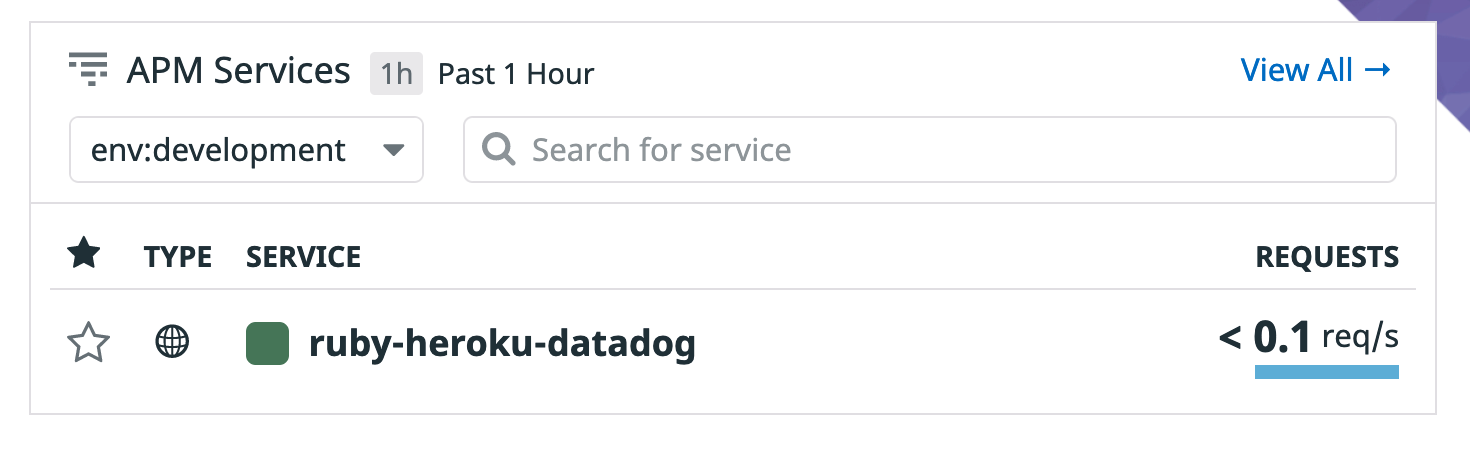 APM Services 1h Past 1 Hour View All →
env:development Search for service
TYPE SERVICE REQUESTS
ruby-heroku-datadog < 0.1 req/s